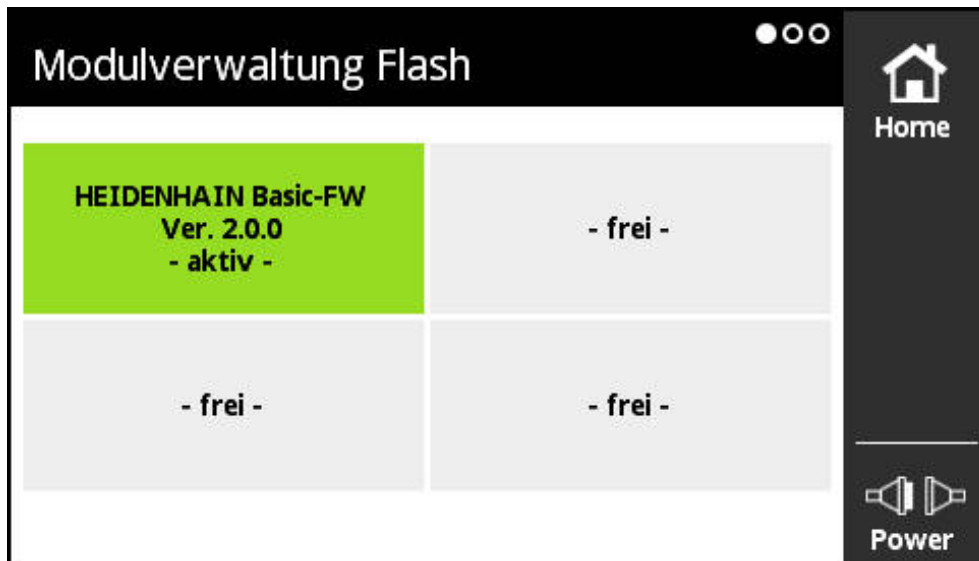 Modulverwaltung Flash
Home
HEIDENHAIN Basic-FW
Ver. 2.0.0
- aktiv -
- frei -
- frei -
- frei -
Power